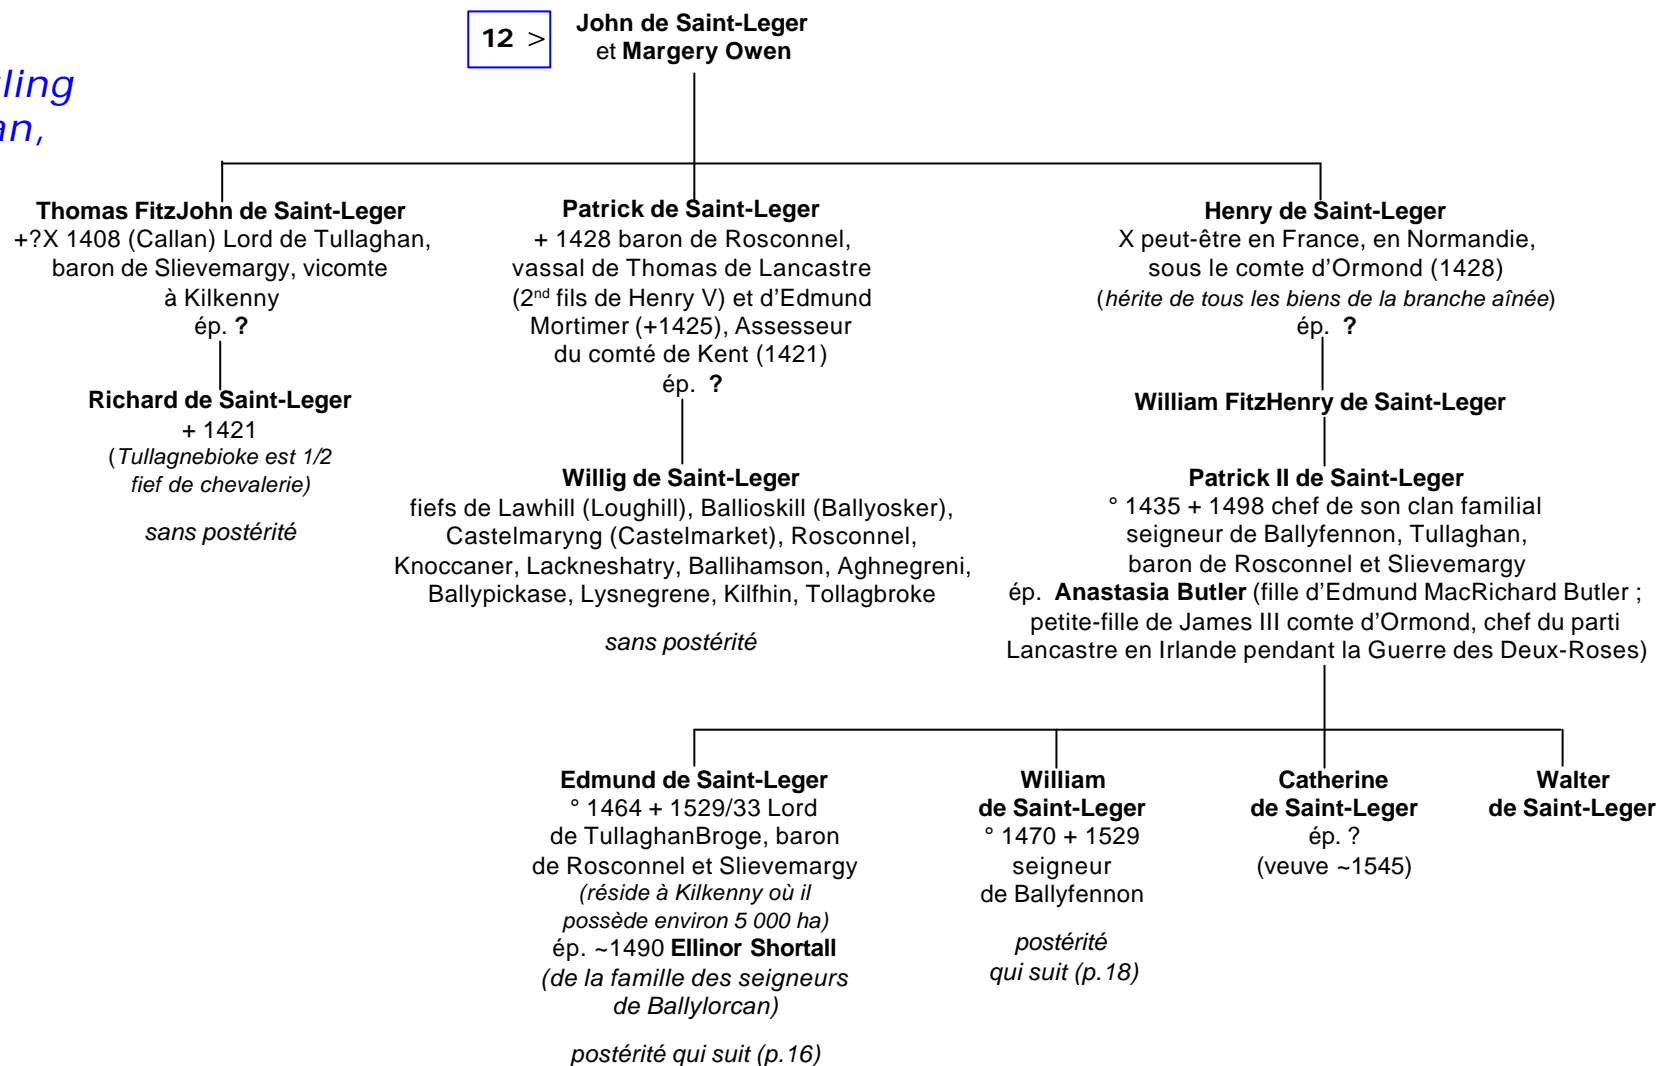 12 >
John de Saint-Leger
et Margery Owen
ling
an,
Thomas FitzJohn de Saint-Leger
+?X 1408 (Callan) Lord de Tullaghan,
baron de Slievemargy, vicomte
à Kilkenny
ép. ?
Richard de Saint-Leger
+ 1421
(Tullagnebioke est 1/2
fief de chevalerie)
sans postérité
Patrick de Saint-Leger
+ 1428 baron de Rosconnel,
vassal de Thomas de Lancastre
(2nd fils de Henry V) et d'Edmund
Mortimer (+1425), Assesseur
du comté de Kent (1421)
ép. ?
Willig de Saint-Leger
fiefs de Lawhill (Loughill), Ballioskill (Ballyosker),
Castelmaryng (Castelmarket), Rosconnel,
Knoccaner, Lackneshatry, Ballihamson, Aghnegreni,
Ballypickase, Lysnegrene, Kilfhin, Tollagbroke
sans postérité
Henry de Saint-Leger
X peut-être en France, en Normandie,
sous le comte d'Ormond (1428)
(hérite de tous les biens de la branche aînée)
ép. ?
William FitzHenry de Saint-Leger
Patrick II de Saint-Leger
° 1435 + 1498 chef de son clan familial
seigneur de Ballyfennon, Tullaghan,
baron de Rosconnel et Slievemargy
ép. Anastasia Butler (fille d'Edmund MacRichard Butler ;
petite-fille de James III comte d'Ormond, chef du parti
Lancastre en Irlande pendant la Guerre des Deux-Roses)
Edmund de Saint-Leger
° 1464 + 1529/33 Lord
de TullaghanBroge, baron
de Rosconnel et Slievemargy
(réside à Kilkenny où il
possède environ 5 000 ha)
ép. ~1490 Ellinor Shortall
(de la famille des seigneurs
de Ballylorcan)
postérité qui suit (p.16)
William
de Saint-Leger
° 1470 + 1529
seigneur
de Ballyfennon
postérité
qui suit (p.18)
Catherine
de Saint-Leger
ép. ?
(veuve ~1545)
Walter
de Saint-Leger